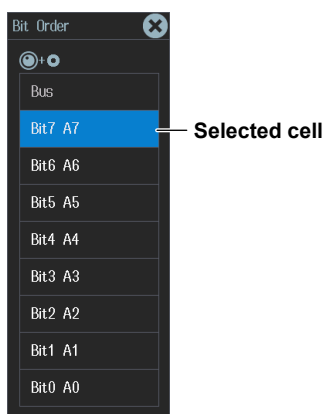 Bit Order
Bus
Bit7 A7
Selected cell
Bit6 A6
Bit5 A5
Bit4 A4
Bit3 A3
Bit2 A2
Bit1 A1
Bit0 A0